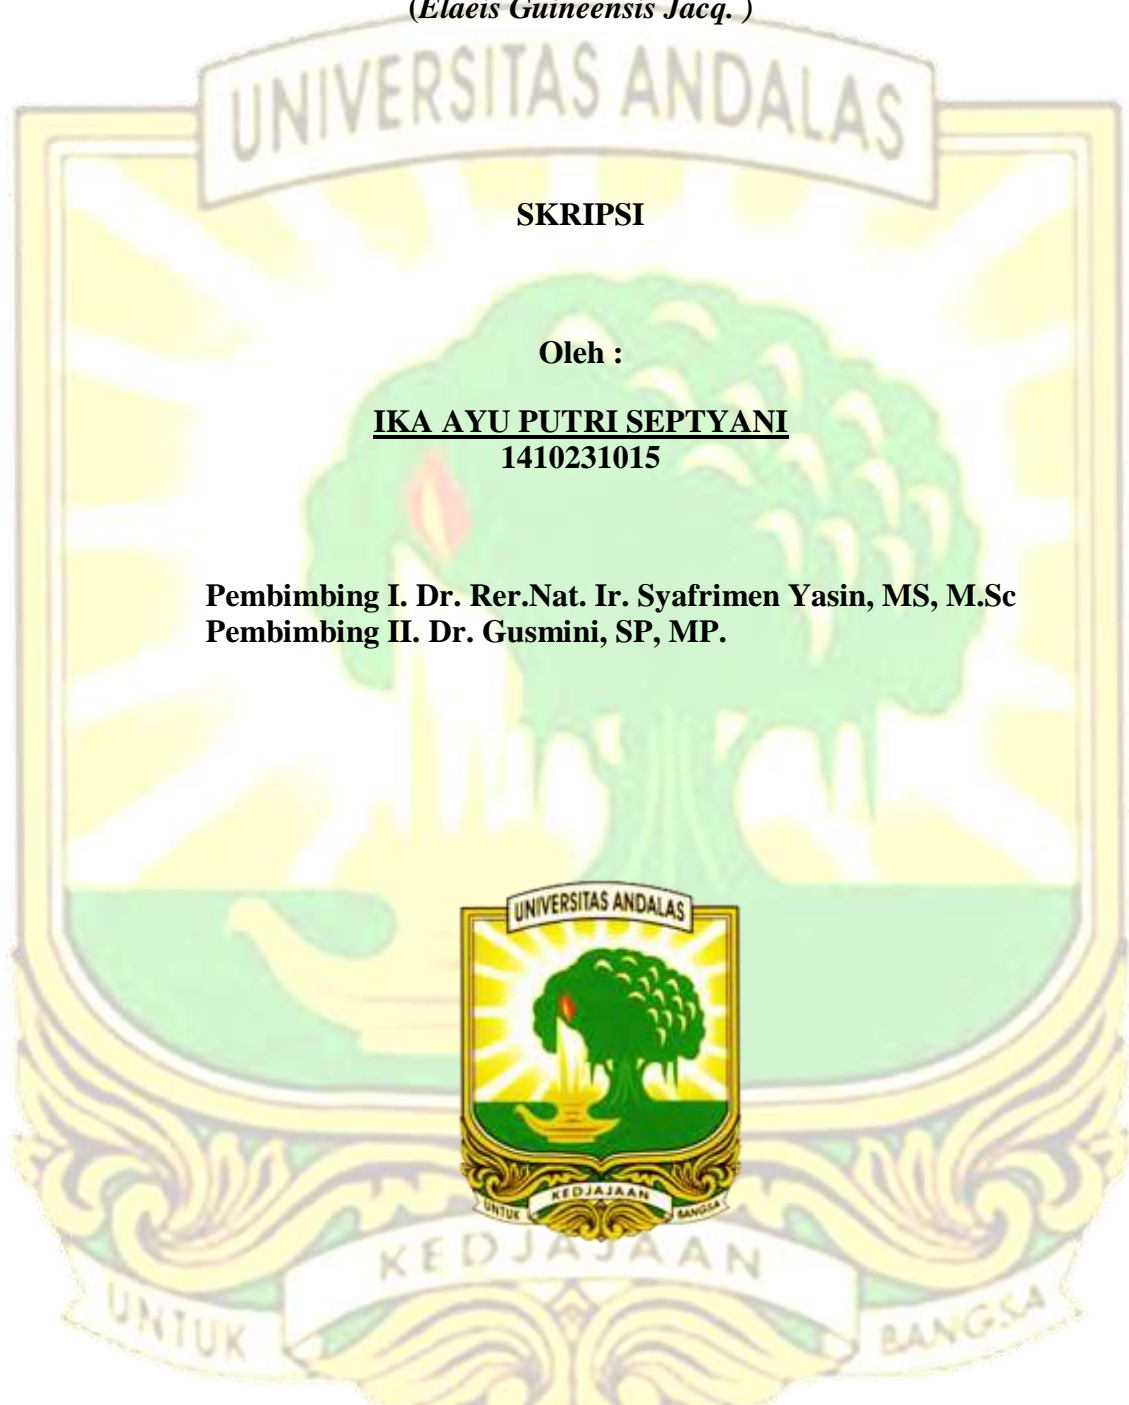 (Elaeis Guineensis Jacq. )
UNIVERSITAS ANDALAS
SKRIPSI
Oleh :
IKA AYU PUTRI SEPTYANI
1410231015
Pembimbing I. Dr. Rer.Nat. Ir. Syafrimen Yasin, MS, M.Sc
Pembimbing II. Dr. Gusmini, SP, MP.
UNIVERSITAS ANDALAS
UNTUK KEDJAJAAN BANGSA
UNTUK KEDJAJAAN BANGSA